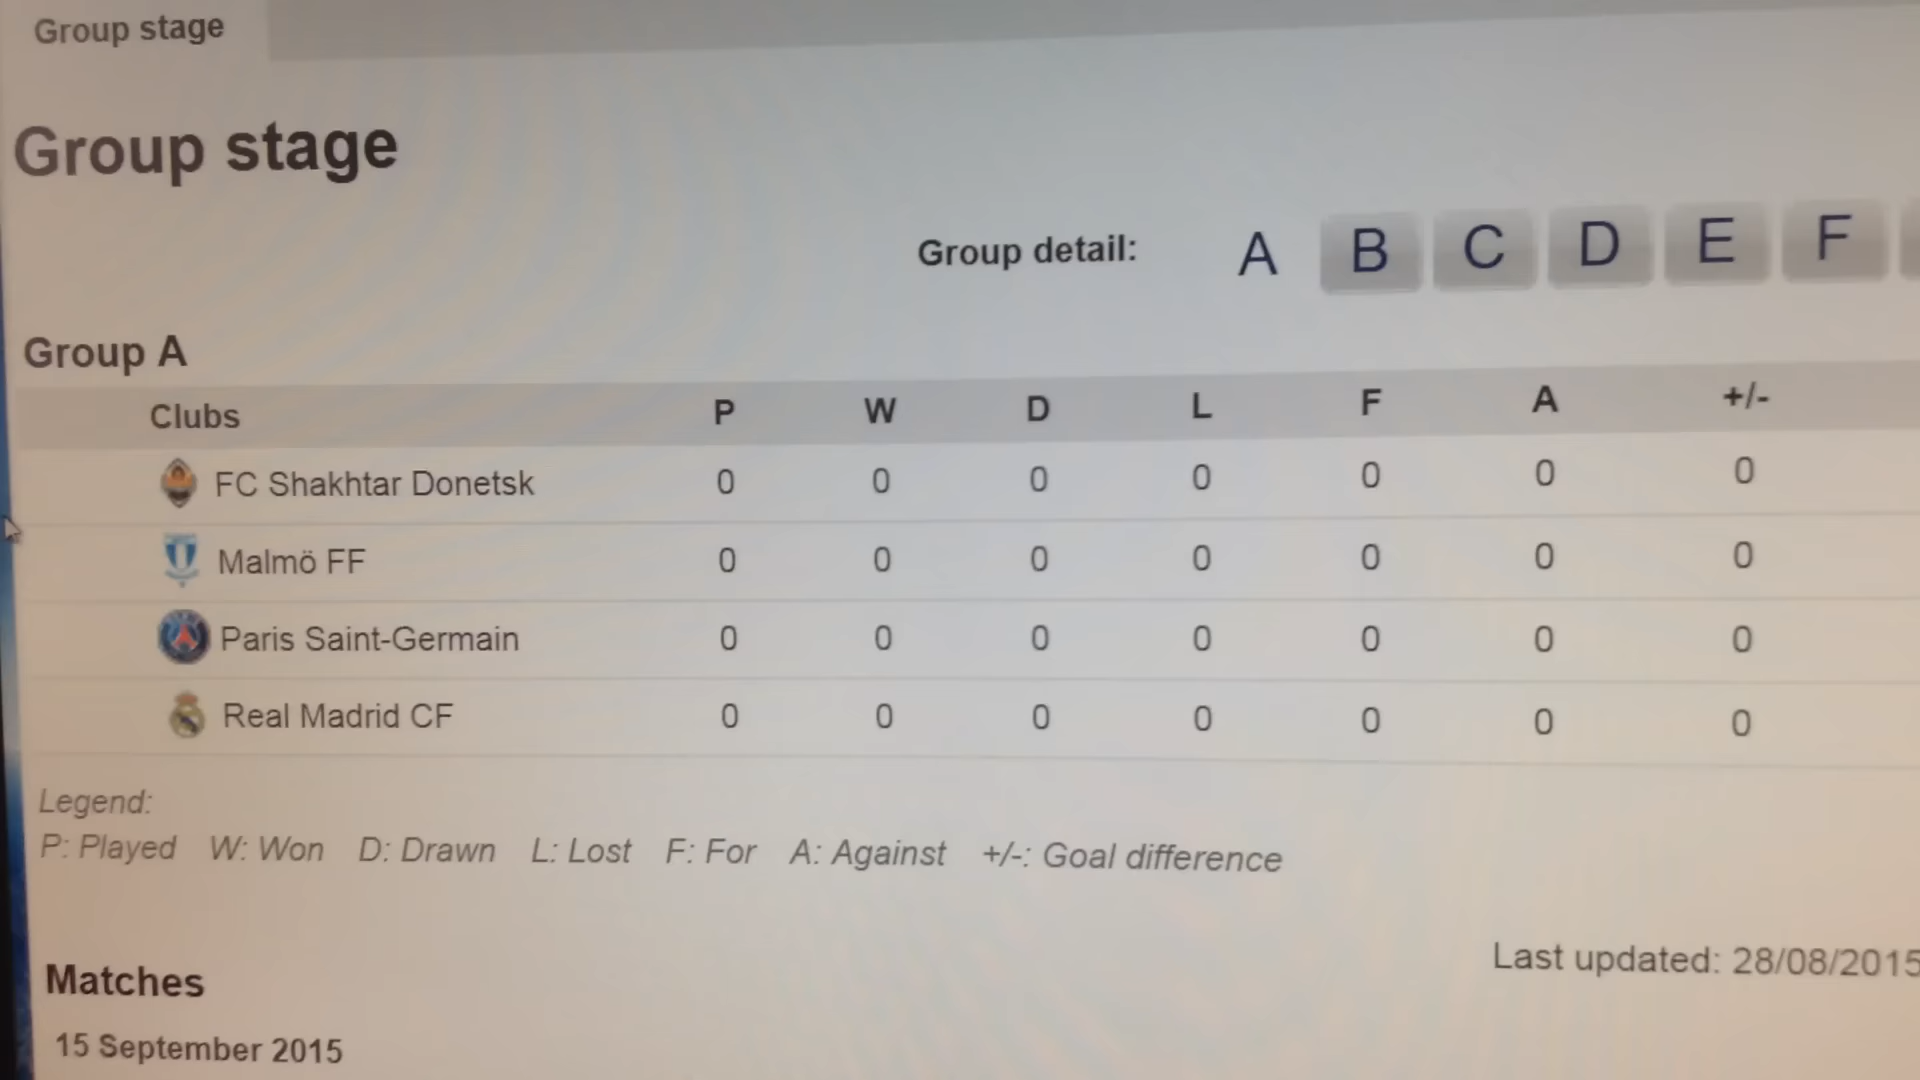 Group stage
Group stage
Group detail: A B C D E F
Group A
Clubs P W D L F A +/-
FC Shakhtar Donetsk 0 0 0 0 0 0 0
Malmö FF 0 0 0 0 0 0 0
Paris Saint-Germain 0 0 0 0 0 0 0
Real Madrid CF 0 0 0 0 0 0 0
Legend:
P: Played W: Won D: Drawn L: Lost F: For A: Against +/-: Goal difference
Last updated: 28/08/2015
Matches
15 September 2015